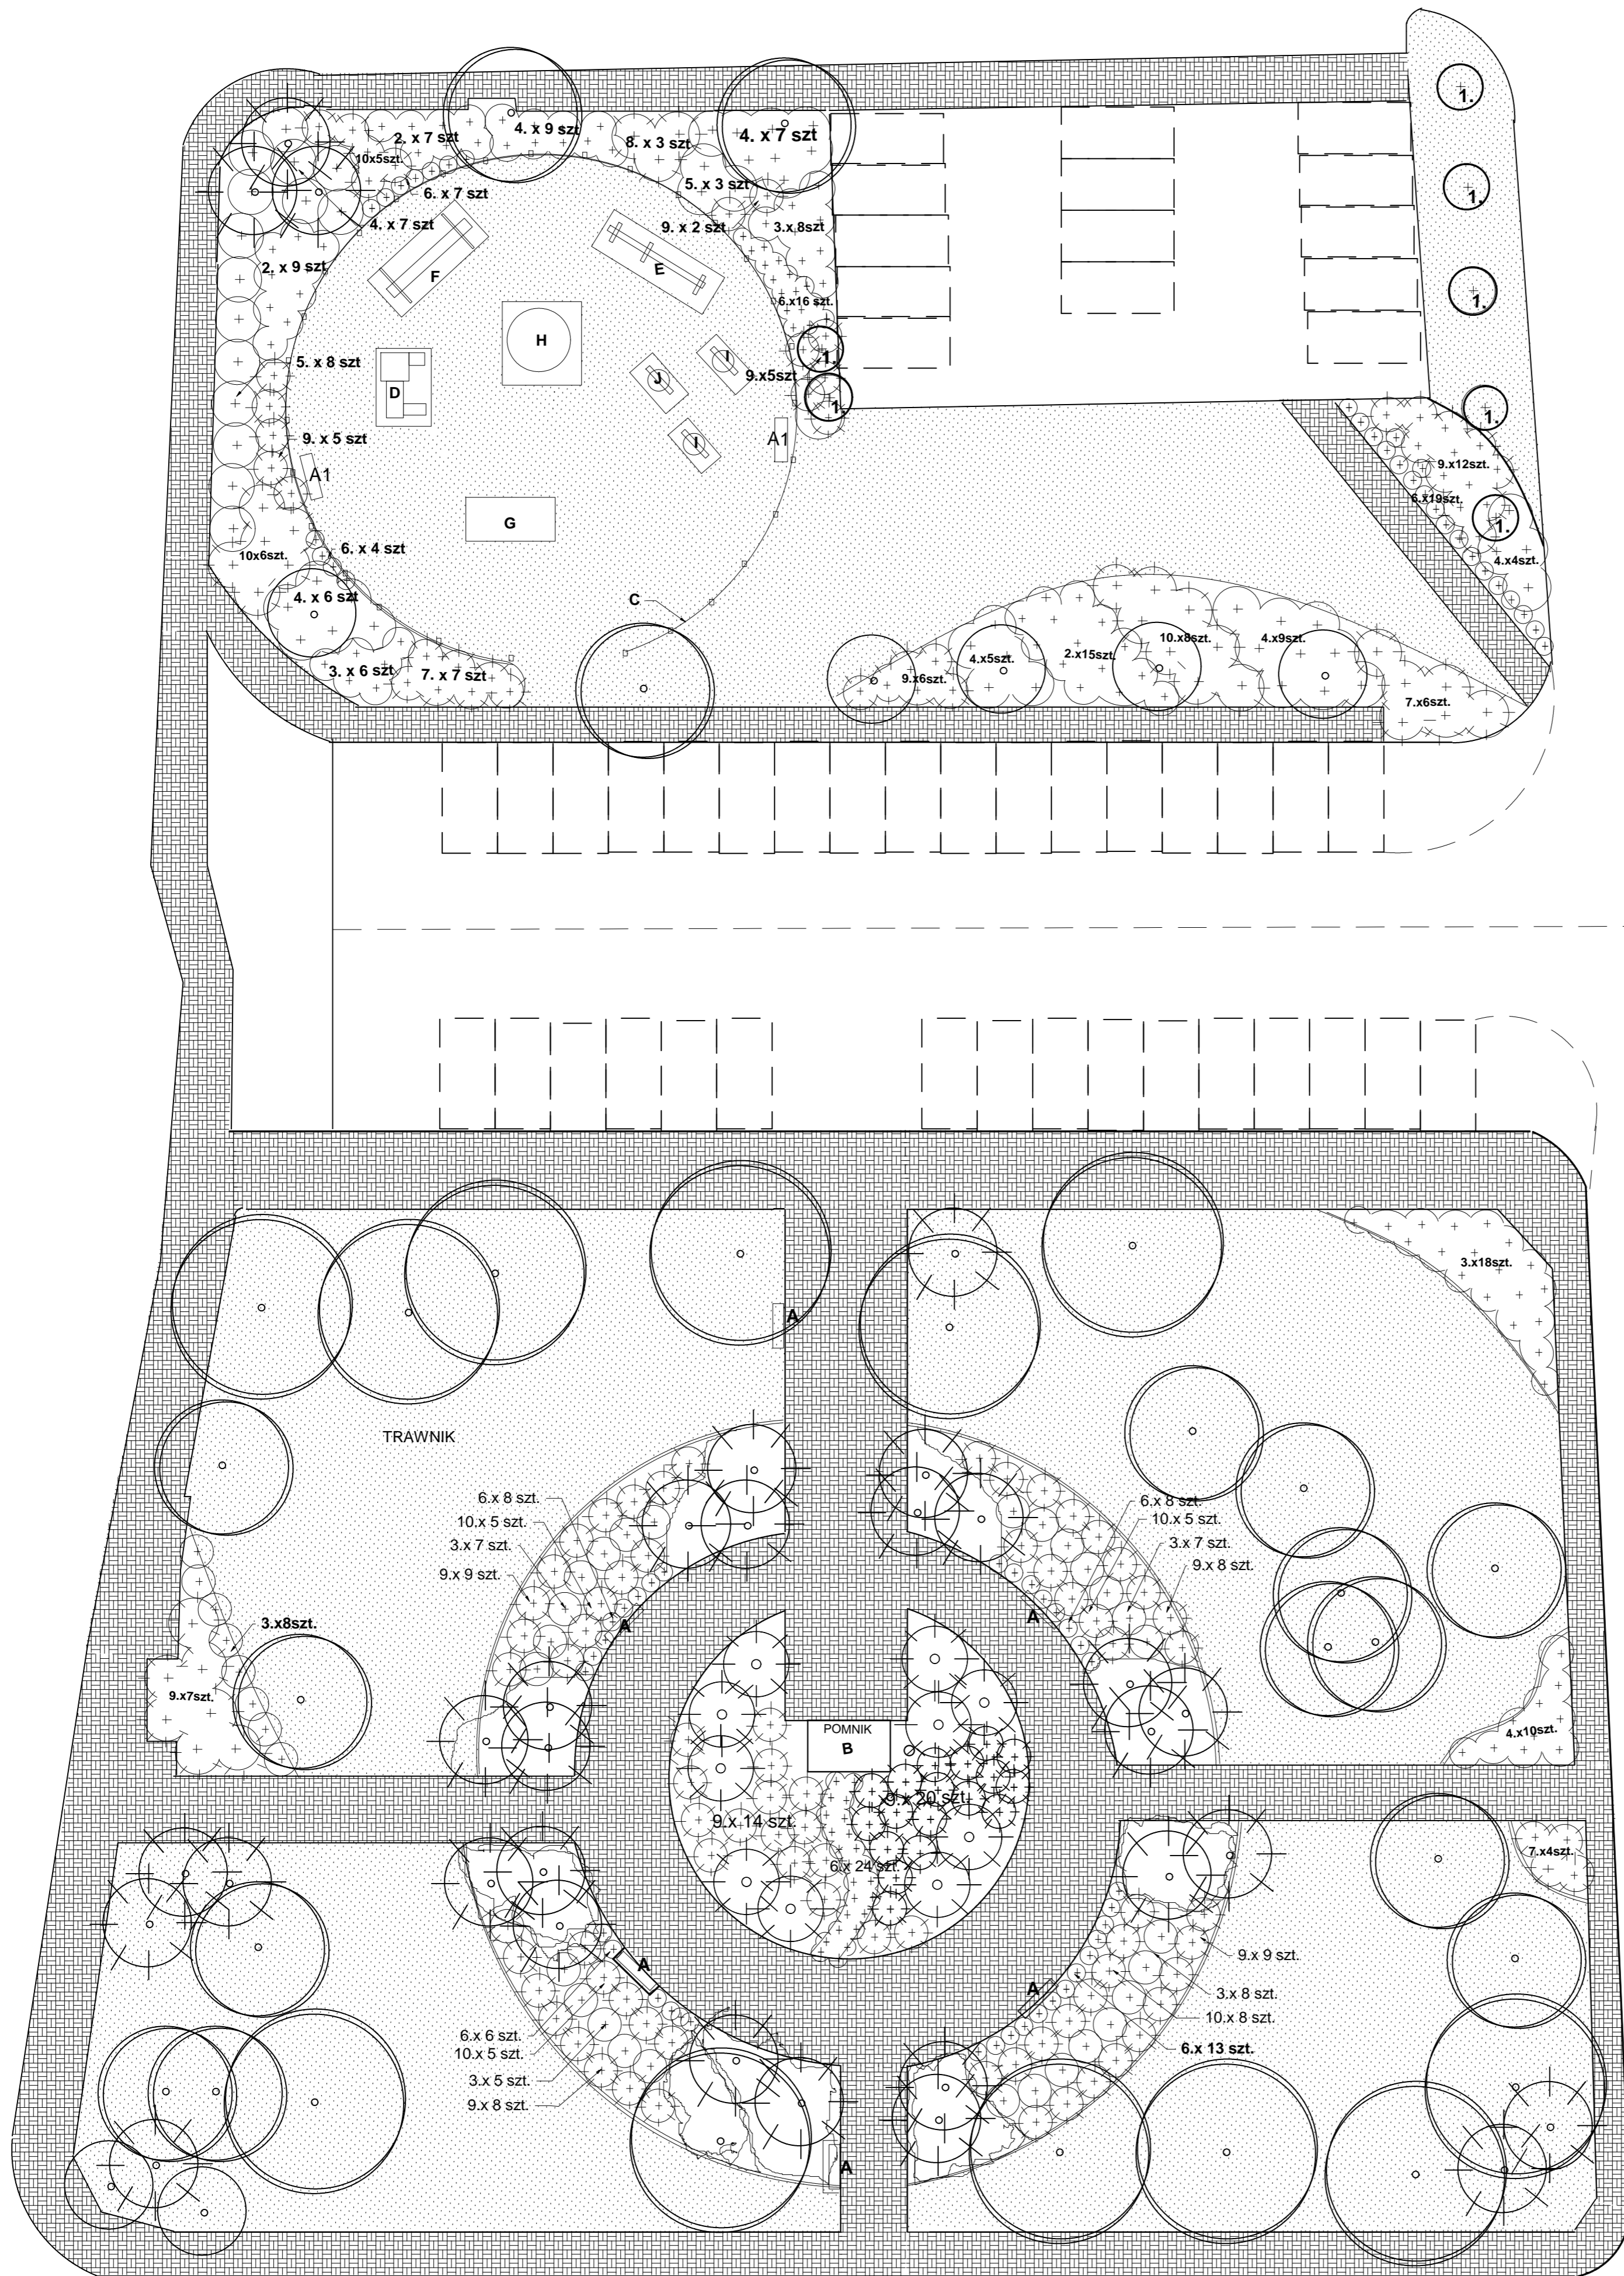 1.
2. x 7 szt
4. x 9 szt
8. x 3 szt
4. x 7 szt
10x5szt.
6. x 7 szt
5. x 3 szt
1.
4. x 7 szt
9. x 2 szt
3.x 8szt
2. x 9 szt
F
E
6.x16 szt.
1.
H
1.
5. x 8 szt
I
J
9.x5szt
D
1.
1.
9. x 5 szt
A1
I
A1
9.x12szt.
6.x19szt.
G
1.
6. x 4 szt
10x6szt.
4.x4szt.
4. x 6 szt
C
10.x8szt.
4.x9szt.
2.x15szt.
4.x5szt.
3. x 6 szt
7. x 7 szt
9.x6szt.
7.x6szt.
3.x18szt.
A
TRAWNIK
6.x 8 szt.
10.x 5 szt.
3.x 7 szt.
9.x 9 szt.
6.x 8 szt.
10.x 5 szt.
3.x 7 szt.
9.x 8 szt.
A
A
3.x8szt.
9.x7szt.
POMNIK
B
4.x10szt.
9.x 20 szt.
9.x 14 szt.
6.x 24 szt.
7.x4szt.
A
9.x 9 szt.
A
3.x 8 szt.
10.x 8 szt.
6.x 6 szt.
10.x 5 szt.
3.x 5 szt.
9.x 8 szt.
6.x 13 szt.
A